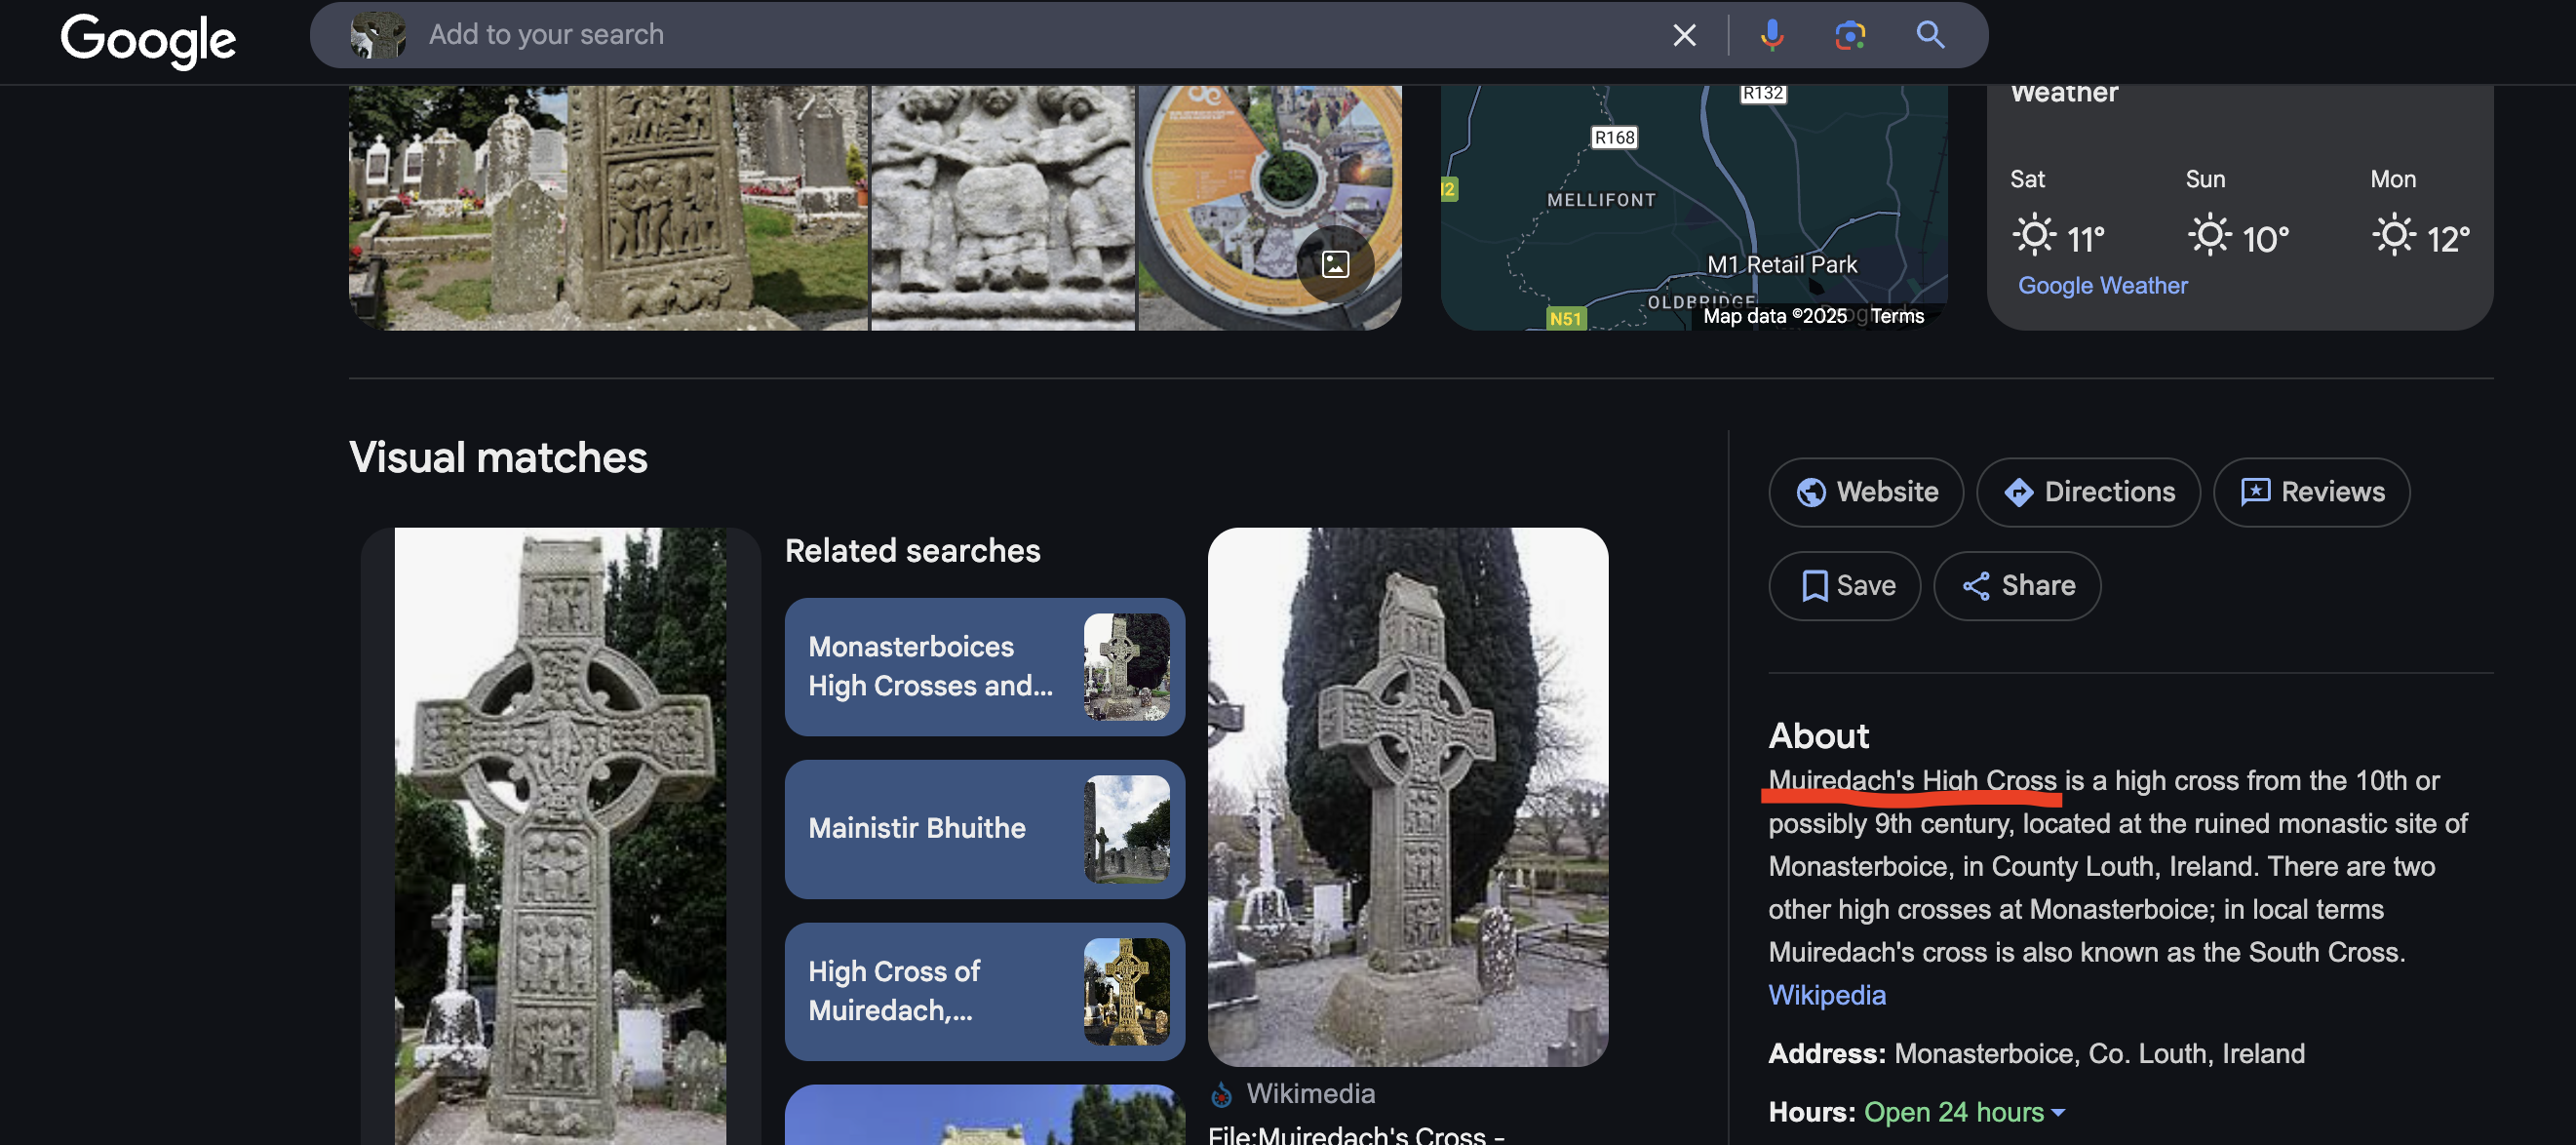 Google
Add to your search
R132
R168
MELLIFONT
M1 Retail Park
OLDBRIDGE
N51
Map data ©2025 Terms
Weather
Sat Sun Mon
11° 10° 12°
Google Weather
Visual matches
Related searches
Monasterboices
High Crosses and...
Mainistir Bhuithe
High Cross of
Muiredach,...
Wikimedia
File:Muiredach's Cross -
Website Directions Reviews
Save Share
About
Muiredach's High Cross is a high cross from the 10th or
possibly 9th century, located at the ruined monastic site of
Monasterboice, in County Louth, Ireland. There are two
other high crosses at Monasterboice; in local terms
Muiredach's cross is also known as the South Cross.
Wikipedia
Address: Monasterboice, Co. Louth, Ireland
Hours: Open 24 hours